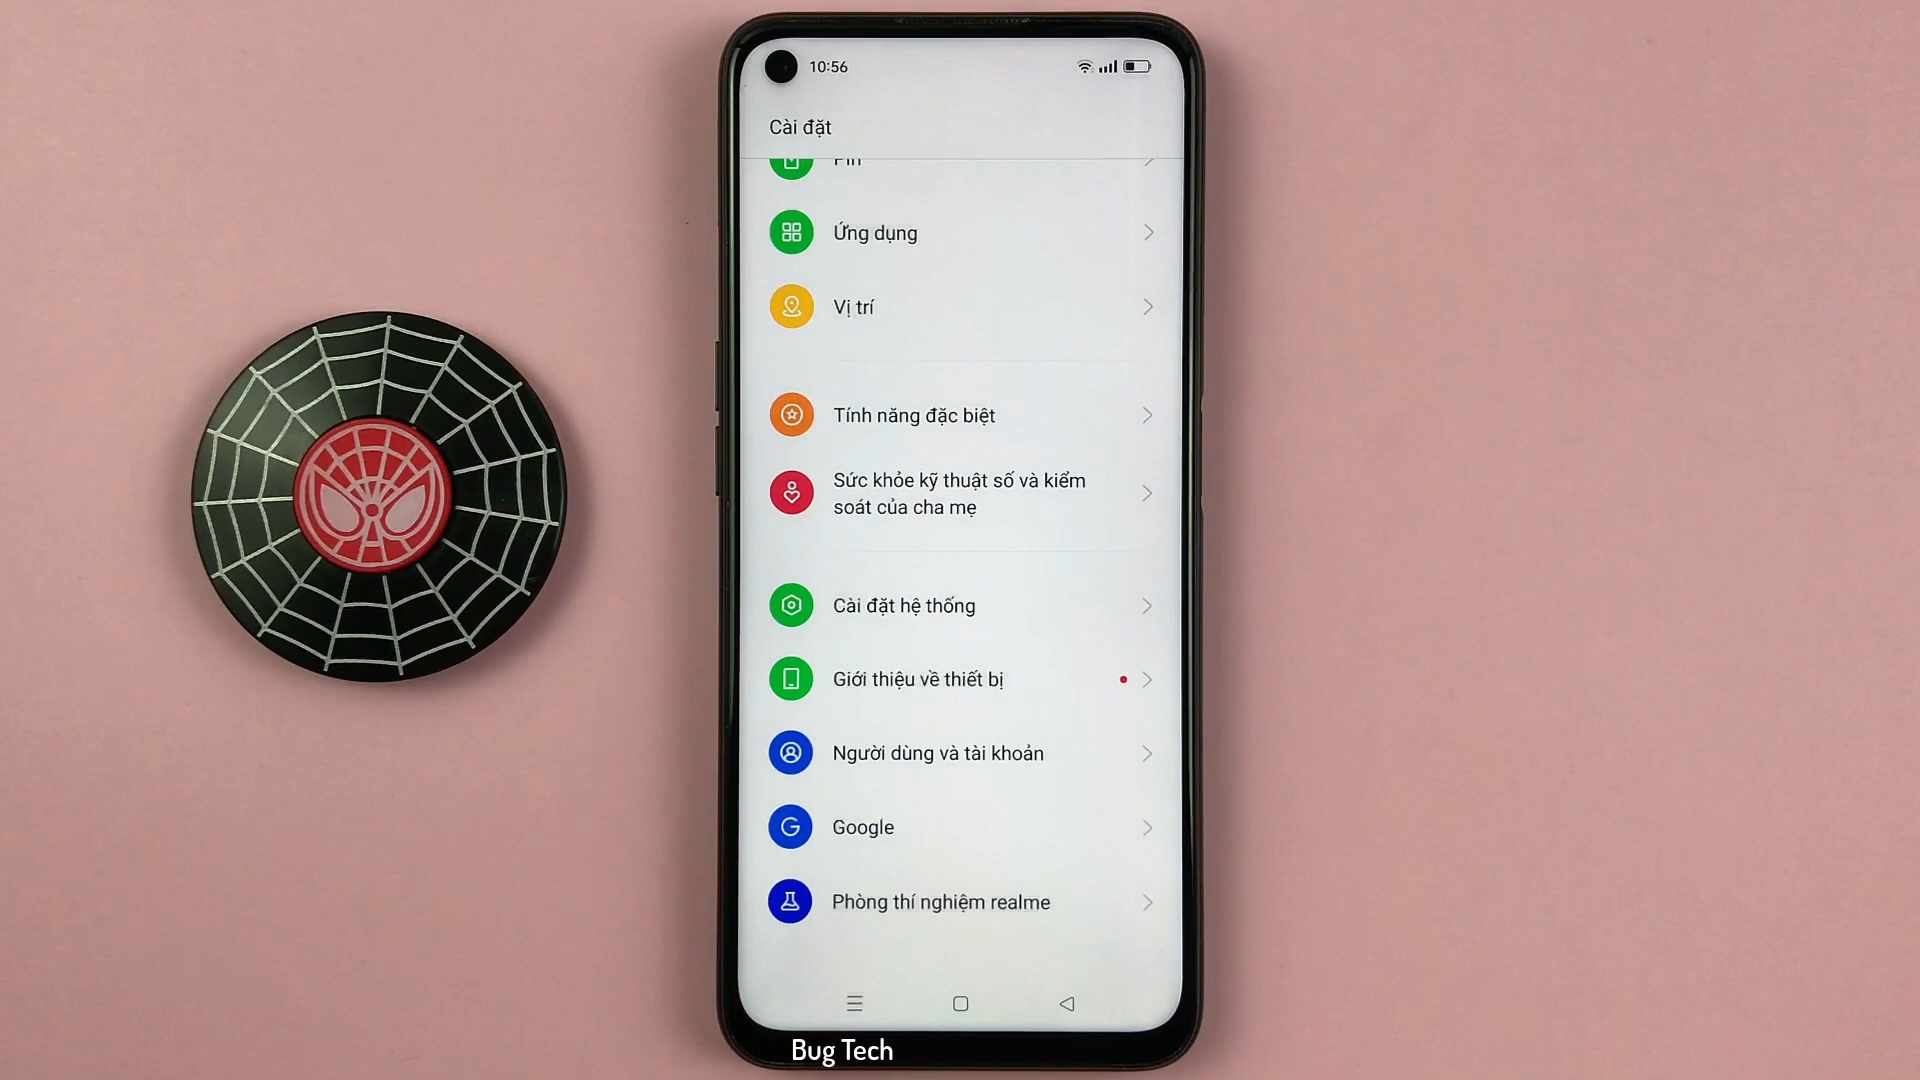 10:56
Cài đặt
Pin
Ứng dụng
Vị trí
Tính năng đặc biệt
Sức khỏe kỹ thuật số và kiểm
soát của cha mẹ
Cài đặt hệ thống
Giới thiệu về thiết bị
Người dùng và tài khoản
Google
Phòng thí nghiệm realme
Bug Tech